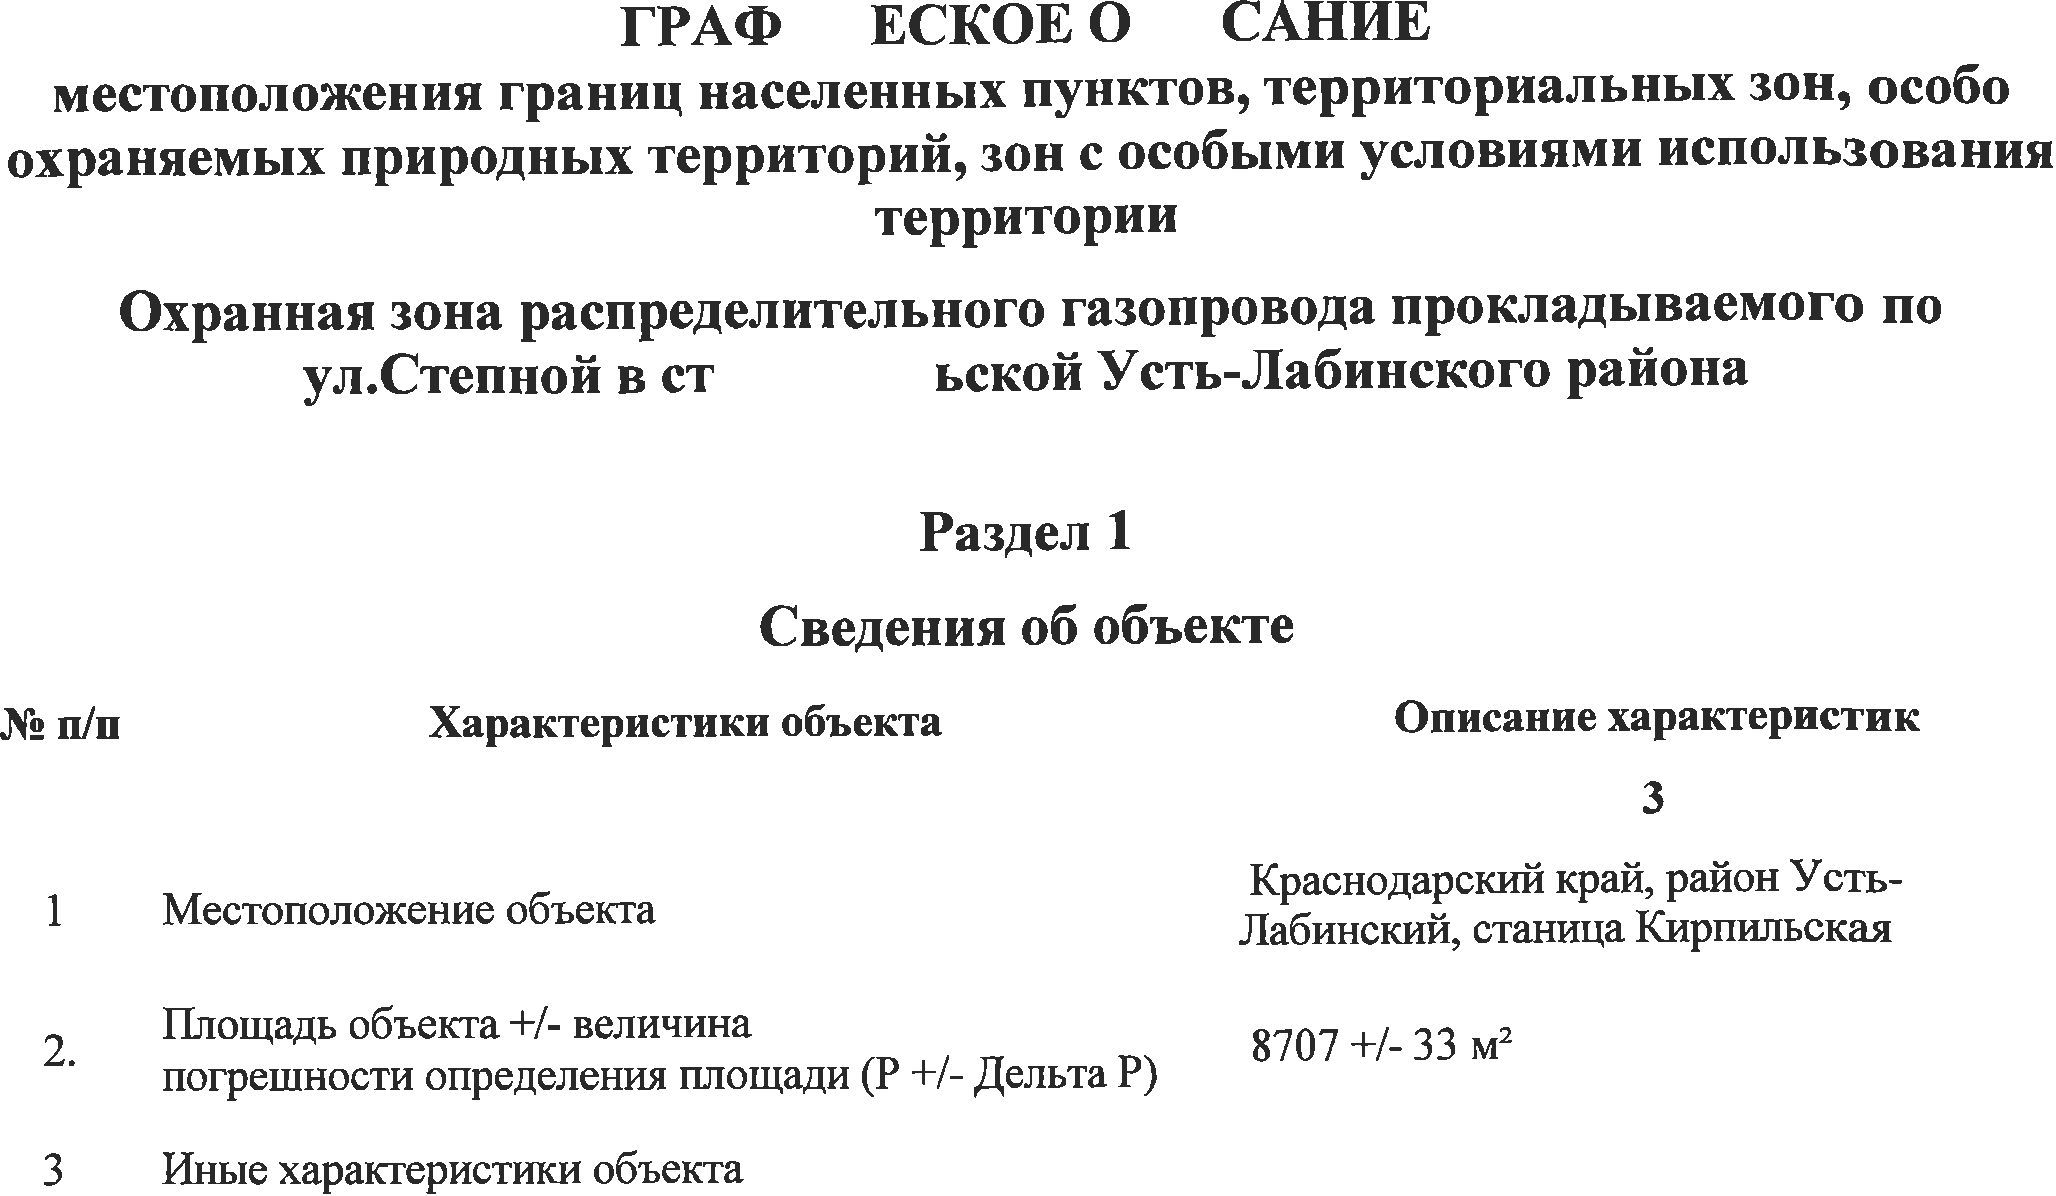 ГРАФ ЕСКОЕ О САНИЕ
местоположения границ населенных пунктов, территориальных зон, особо
охраняемых природных территорий, зон с особыми условиями использования
территории
Охранная зона распределительного газопровода прокладываемого по
ул.Степной в ст ьской Усть-Лабинского района
Раздел 1
Сведения об объекте
№ п/п Характеристики объекта Описание характеристик
3
1 Местоположение объекта Краснодарский край, район Усть-
Лабинский, станица Кирпильская
2. Площадь объекта +/- величина
погрешности определения площади (P +/- Дельта P) 8707 +/- 33 м²
3 Иные характеристики объекта